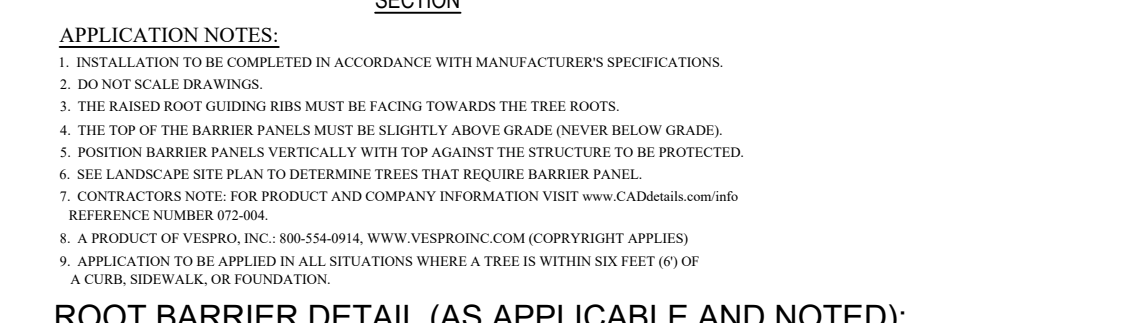 SECTION
APPLICATION NOTES:
1. INSTALLATION TO BE COMPLETED IN ACCORDANCE WITH MANUFACTURER'S SPECIFICATIONS.
2. DO NOT SCALE DRAWINGS.
3. THE RAISED ROOT GUIDING RIBS MUST BE FACING TOWARDS THE TREE ROOTS.
4. THE TOP OF THE BARRIER PANELS MUST BE SLIGHTLY ABOVE GRADE (NEVER BELOW GRADE).
5. POSITION BARRIER PANELS VERTICALLY WITH TOP AGAINST THE STRUCTURE TO BE PROTECTED.
6. SEE LANDSCAPE SITE PLAN TO DETERMINE TREES THAT REQUIRE BARRIER PANEL.
7. CONTRACTORS NOTE: FOR PRODUCT AND COMPANY INFORMATION VISIT www.CADdetails.com/info
REFERENCE NUMBER 072-004.
8. A PRODUCT OF VESPRO, INC.: 800-554-0914, WWW.VESPROINC.COM (COPRYRIGHT APPLIES)
9. APPLICATION TO BE APPLIED IN ALL SITUATIONS WHERE A TREE IS WITHIN SIX FEET (6') OF
A CURB, SIDEWALK, OR FOUNDATION.
ROOT BARRIER DETAIL (AS APPLICABLE AND NOTED):